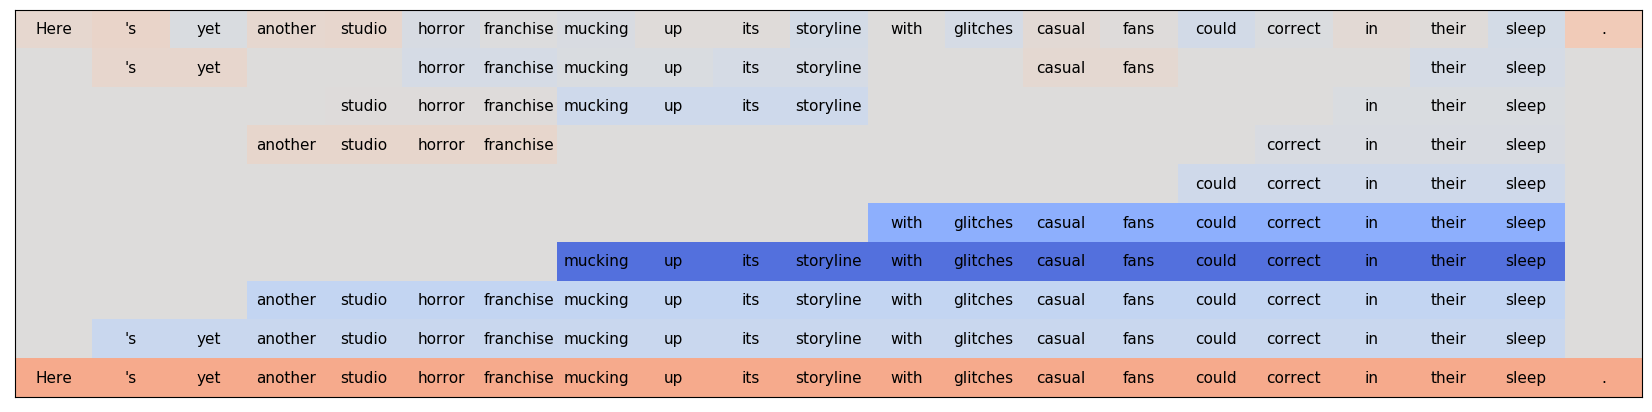 Here 's yet another studio horror franchise mucking up its storyline with glitches casual fans could correct in their sleep .
's yet horror franchise mucking up its storyline casual fans their sleep
studio horror franchise mucking up its storyline in their sleep
another studio horror franchise correct in their sleep
could correct in their sleep
with glitches casual fans could correct in their sleep
mucking up its storyline with glitches casual fans could correct in their sleep
another studio horror franchise mucking up its storyline with glitches casual fans could correct in their sleep
's yet another studio horror franchise mucking up its storyline with glitches casual fans could correct in their sleep
Here 's yet another studio horror franchise mucking up its storyline with glitches casual fans could correct in their sleep .